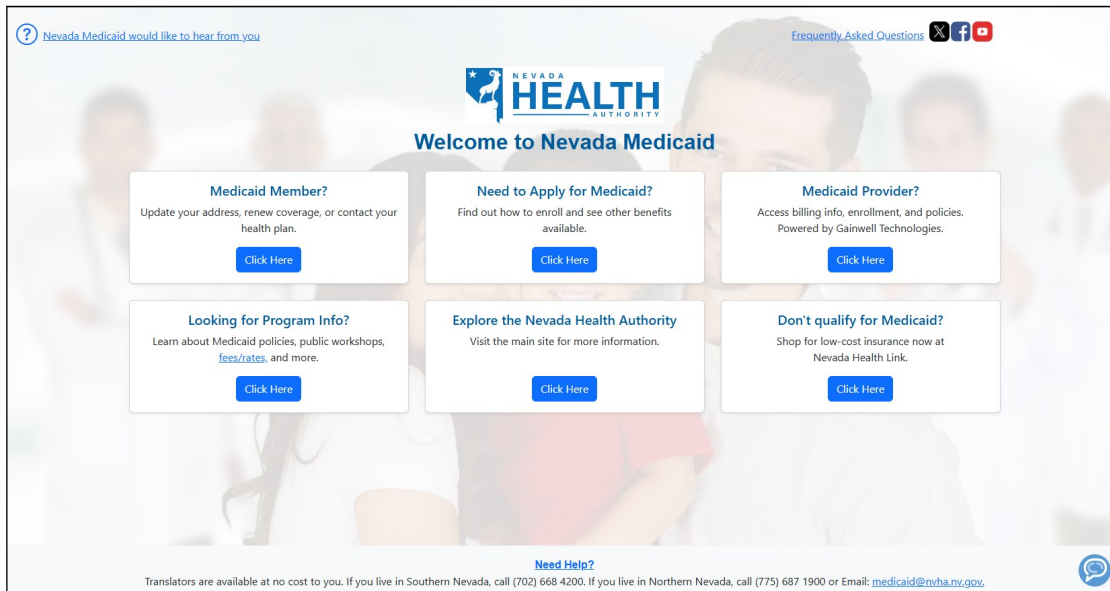 Nevada Medicaid would like to hear from you
Frequently Asked Questions
NEVADA
HEALTH
AUTHORITY
Welcome to Nevada Medicaid
Medicaid Member?
Update your address, renew coverage, or contact your
health plan.
Click Here
Need to Apply for Medicaid?
Find out how to enroll and see other benefits
available.
Click Here
Medicaid Provider?
Access billing info, enrollment, and policies.
Powered by Gainwell Technologies.
Click Here
Looking for Program Info?
Learn about Medicaid policies, public workshops,
fees/rates, and more.
Click Here
Explore the Nevada Health Authority
Visit the main site for more information.
Click Here
Don't qualify for Medicaid?
Shop for low-cost insurance now at
Nevada Health Link.
Click Here
Need Help?
Translators are available at no cost to you. If you live in Southern Nevada, call (702) 668 4200. If you live in Northern Nevada, call (775) 687 1900 or Email: medicaid@nvha.nv.gov.